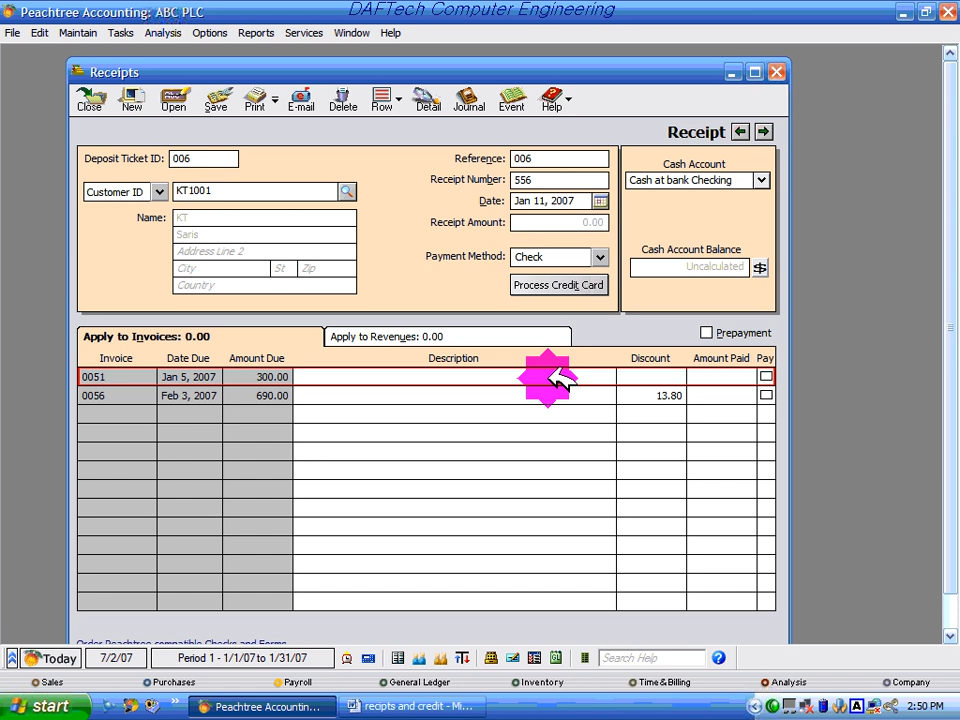 DAFTech Computer Engineering
Peachtree Accounting: ABC PLC
File Edit Maintain Tasks Analysis Options Reports Services Window Help
Receipts
Close New Open Save Print E-mail Delete Row Detail Journal Event Help
Receipt
Deposit Ticket ID: 006
Reference: 006
Cash Account
Receipt Number: 556
Cash at bank Checking
Customer ID KT1001
Date: Jan 11, 2007
Name: KT
Receipt Amount: 0.00
Saris
Address Line 2
Cash Account Balance
Payment Method: Check
City St Zip
Uncalculated
Country
Process Credit Card
Apply to Invoices: 0.00
Apply to Revenues: 0.00
Prepayment
Invoice Date Due Amount Due Description Discount Amount Paid Pay
0051 Jan 5, 2007 300.00
0056 Feb 3, 2007 690.00 13.80
Order Peachtree compatible Checks and Forms
Today 7/2/07 Period 1 - 1/1/07 to 1/31/07 Search Help
Sales Purchases Payroll General Ledger Inventory Time & Billing Analysis Company
start Peachtree Accountin... recipts and credit - Mi... A 2:50 PM